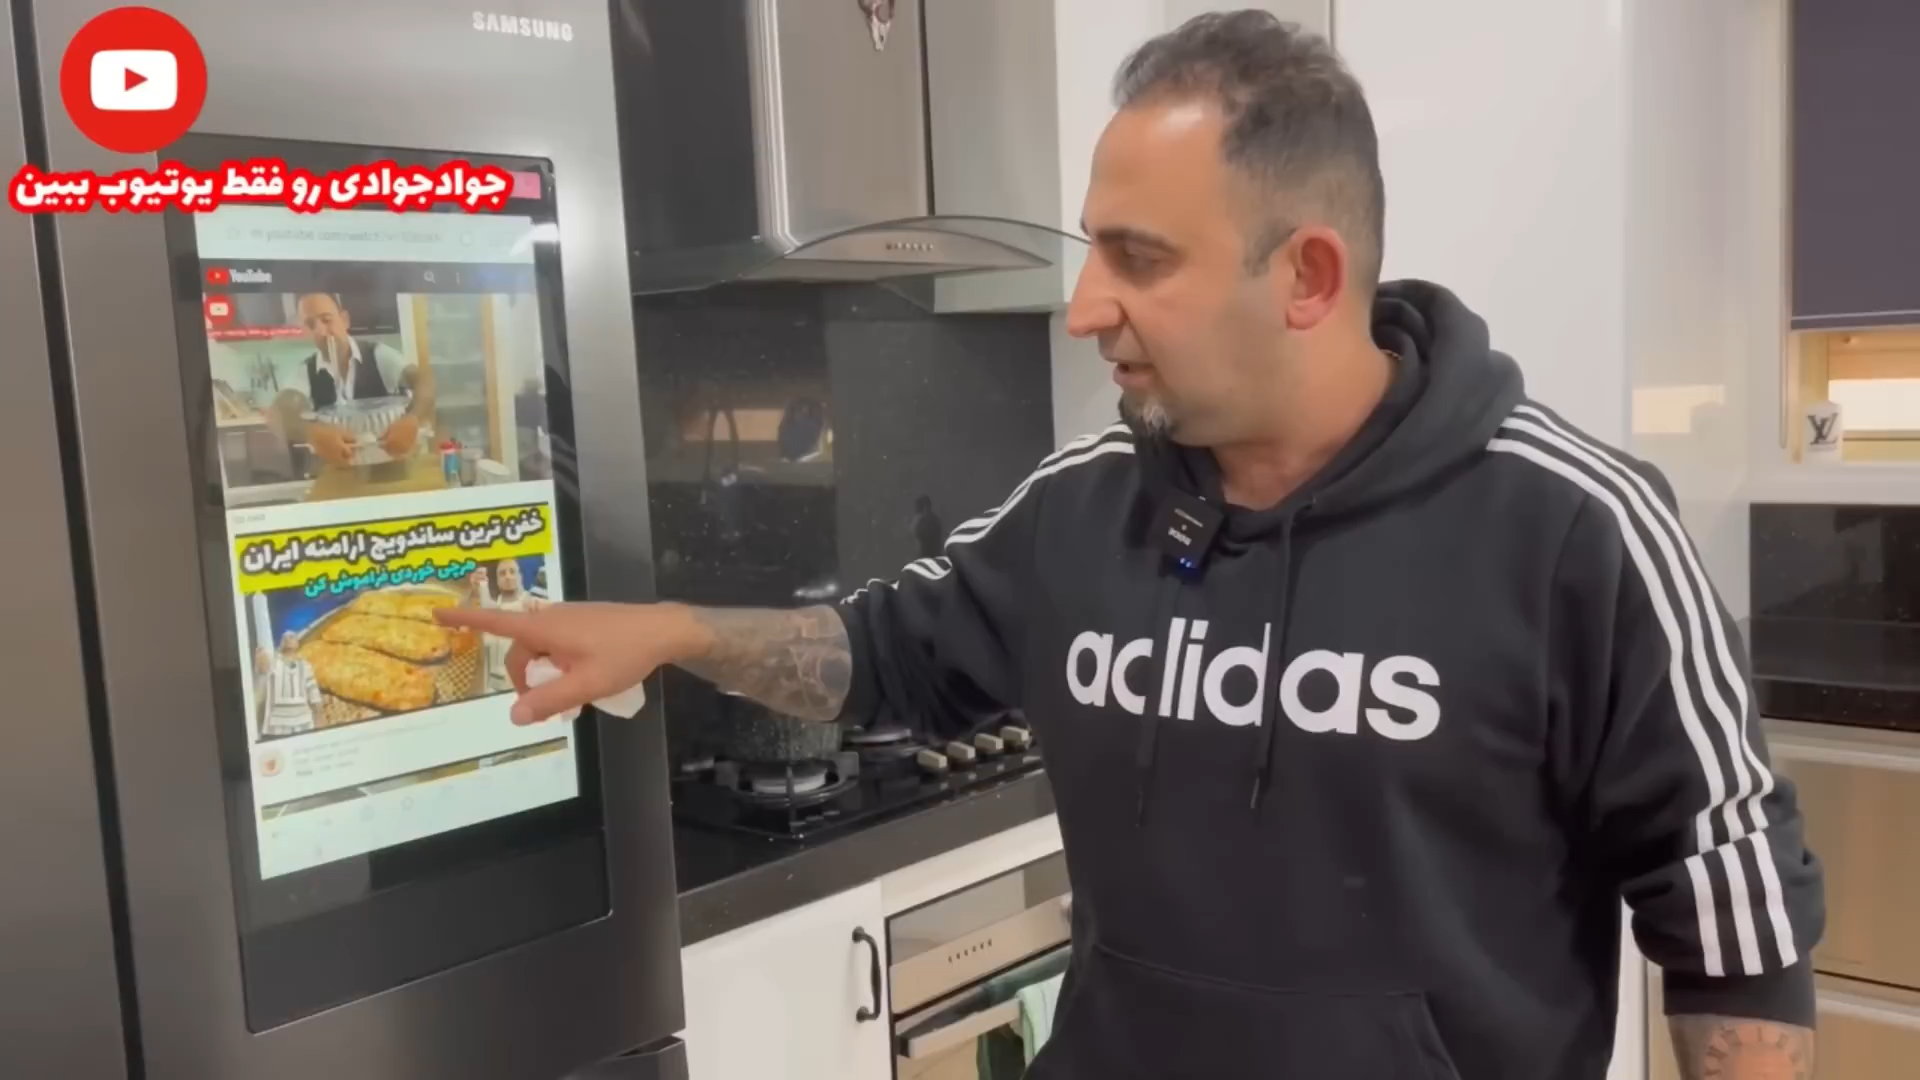 SAMSUNG
جوادجوادی رو فقط یوتیوب ببین
YouTube
خفن ترین ساندویچ ارامنه ایران
هرچی خوردی فراموش کن
adidas